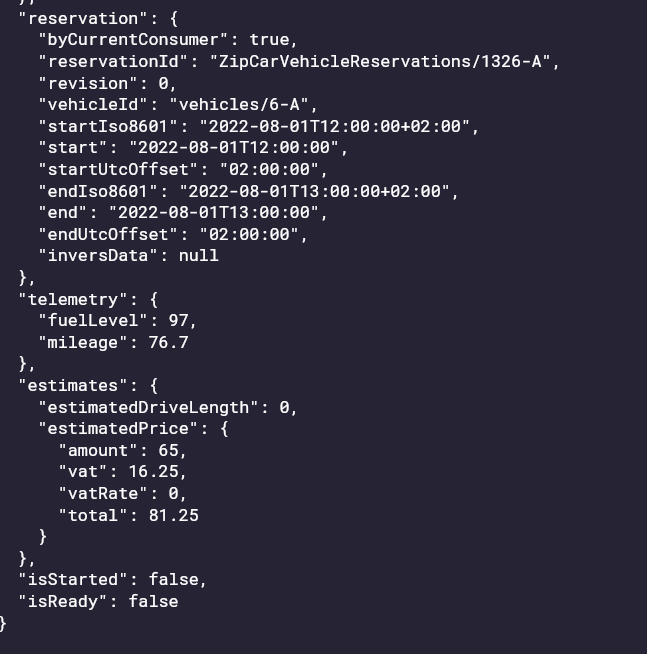 },
"reservation": {
"byCurrentConsumer": true,
"reservationId": "ZipCarVehicleReservations/1326-A",
"revision": 0,
"vehicleId": "vehicles/6-A",
"startIso8601": "2022-08-01T12:00:00+02:00",
"start": "2022-08-01T12:00:00",
"startUtcOffset": "02:00:00",
"endIso8601": "2022-08-01T13:00:00+02:00",
"end": "2022-08-01T13:00:00",
"endUtcOffset": "02:00:00",
"inversData": null
},
"telemetry": {
"fuelLevel": 97,
"mileage": 76.7
},
"estimates": {
"estimatedDriveLength": 0,
"estimatedPrice": {
"amount": 65,
"vat": 16.25,
"vatRate": 0,
"total": 81.25
}
},
"isStarted": false,
"isReady": false
}